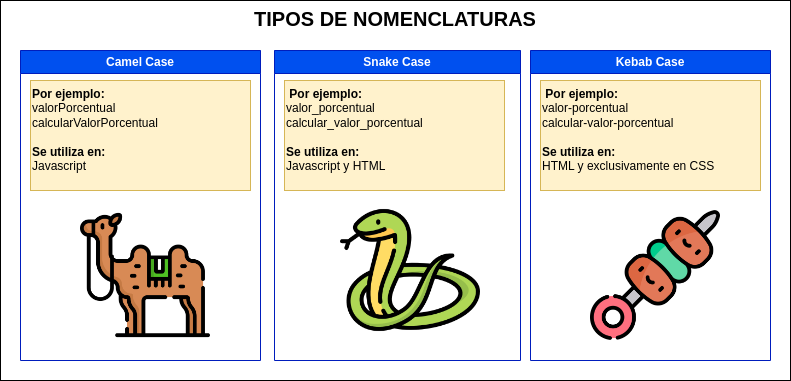 TIPOS DE NOMENCLATURAS
Camel Case
Por ejemplo:
valorPorcentual
calcularValorPorcentual
Se utiliza en:
Javascript
Snake Case
Por ejemplo:
valor_porcentual
calcular_valor_porcentual
Se utiliza en:
Javascript y HTML
Kebab Case
Por ejemplo:
valor-porcentual
calcular-valor-porcentual
Se utiliza en:
HTML y exclusivamente en CSS